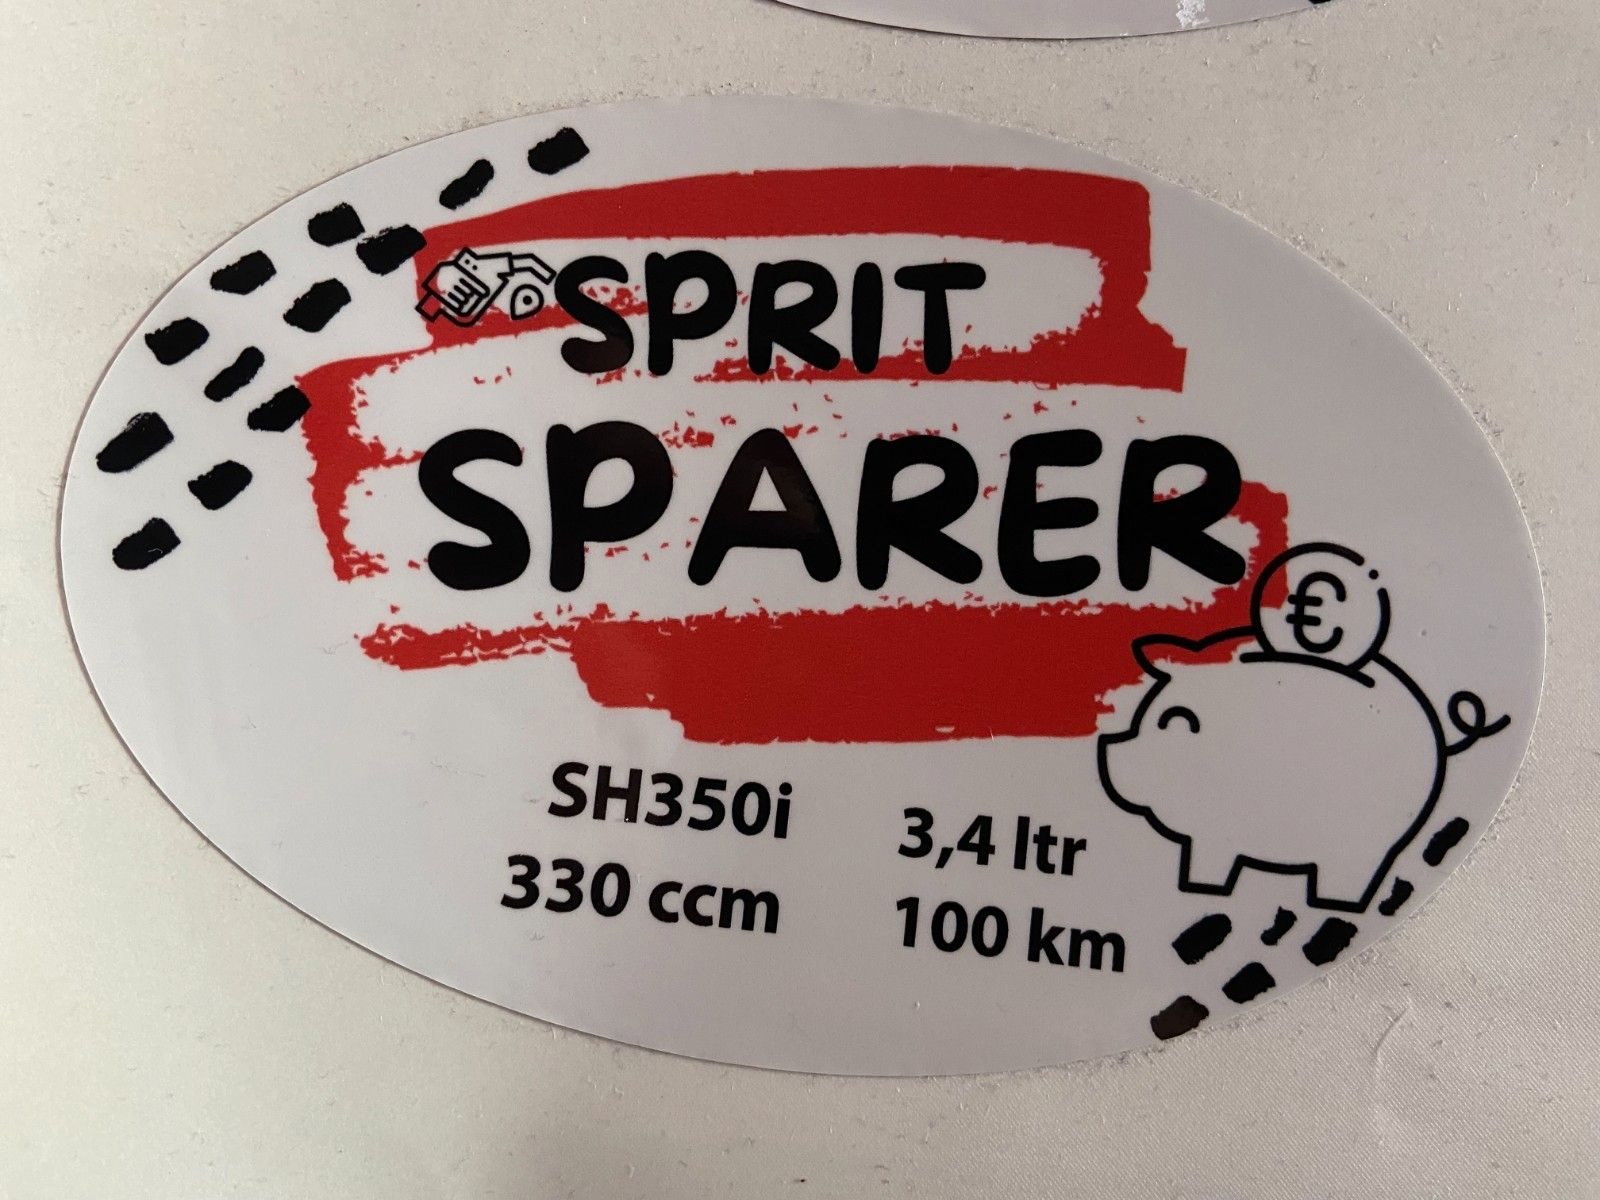 SPRIT
SPARER
€
SH350i
330 ccm
3,4 ltr
100 km